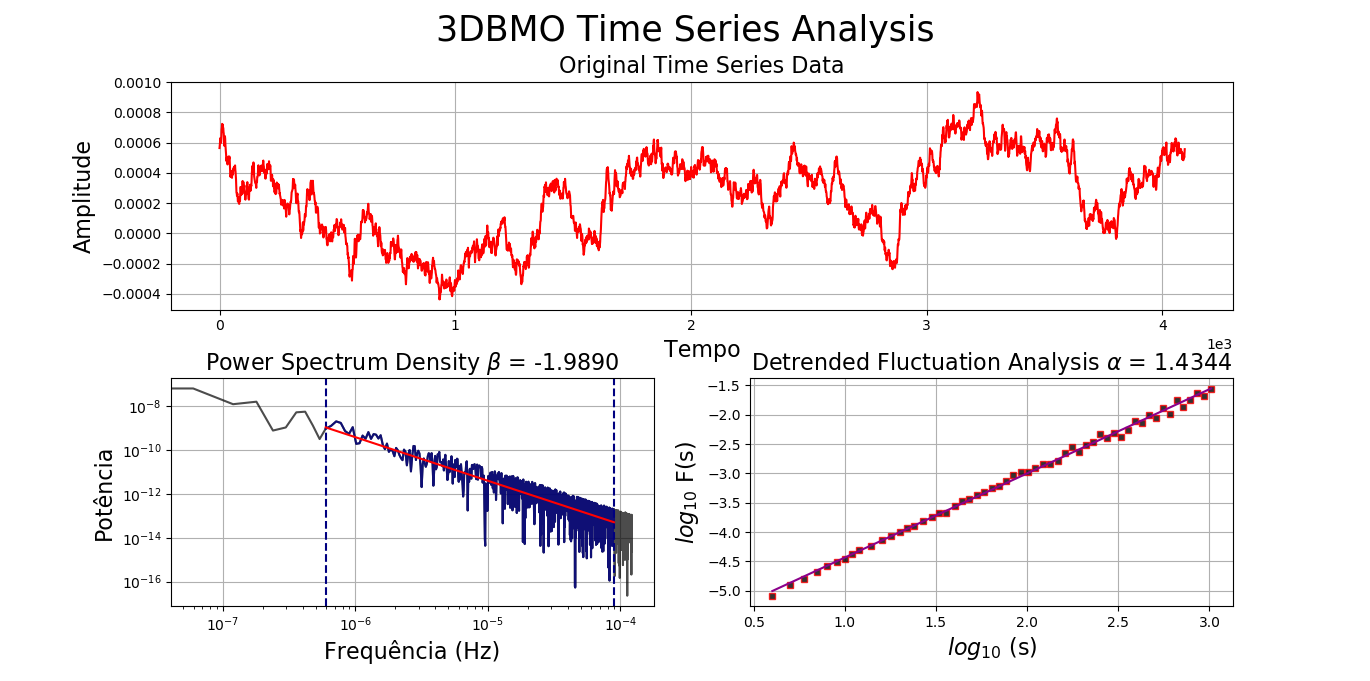 3DBMO Time Series Analysis
Original Time Series Data
0.0010
0.0008
0.0006
0.0004
0.0002
0.0000
−0.0002
−0.0004
Amplitude
0 1 2 3 4
1e3
Tempo
Power Spectrum Density β = -1.9890
10⁻⁸
10⁻¹⁰
10⁻¹²
10⁻¹⁴
10⁻¹⁶
Potência
10⁻⁷ 10⁻⁶ 10⁻⁵ 10⁻⁴
Frequência (Hz)
Detrended Fluctuation Analysis α = 1.4344
−1.5
−2.0
−2.5
−3.0
−3.5
−4.0
−4.5
−5.0
log₁₀ F(s)
0.5 1.0 1.5 2.0 2.5 3.0
log₁₀ (s)